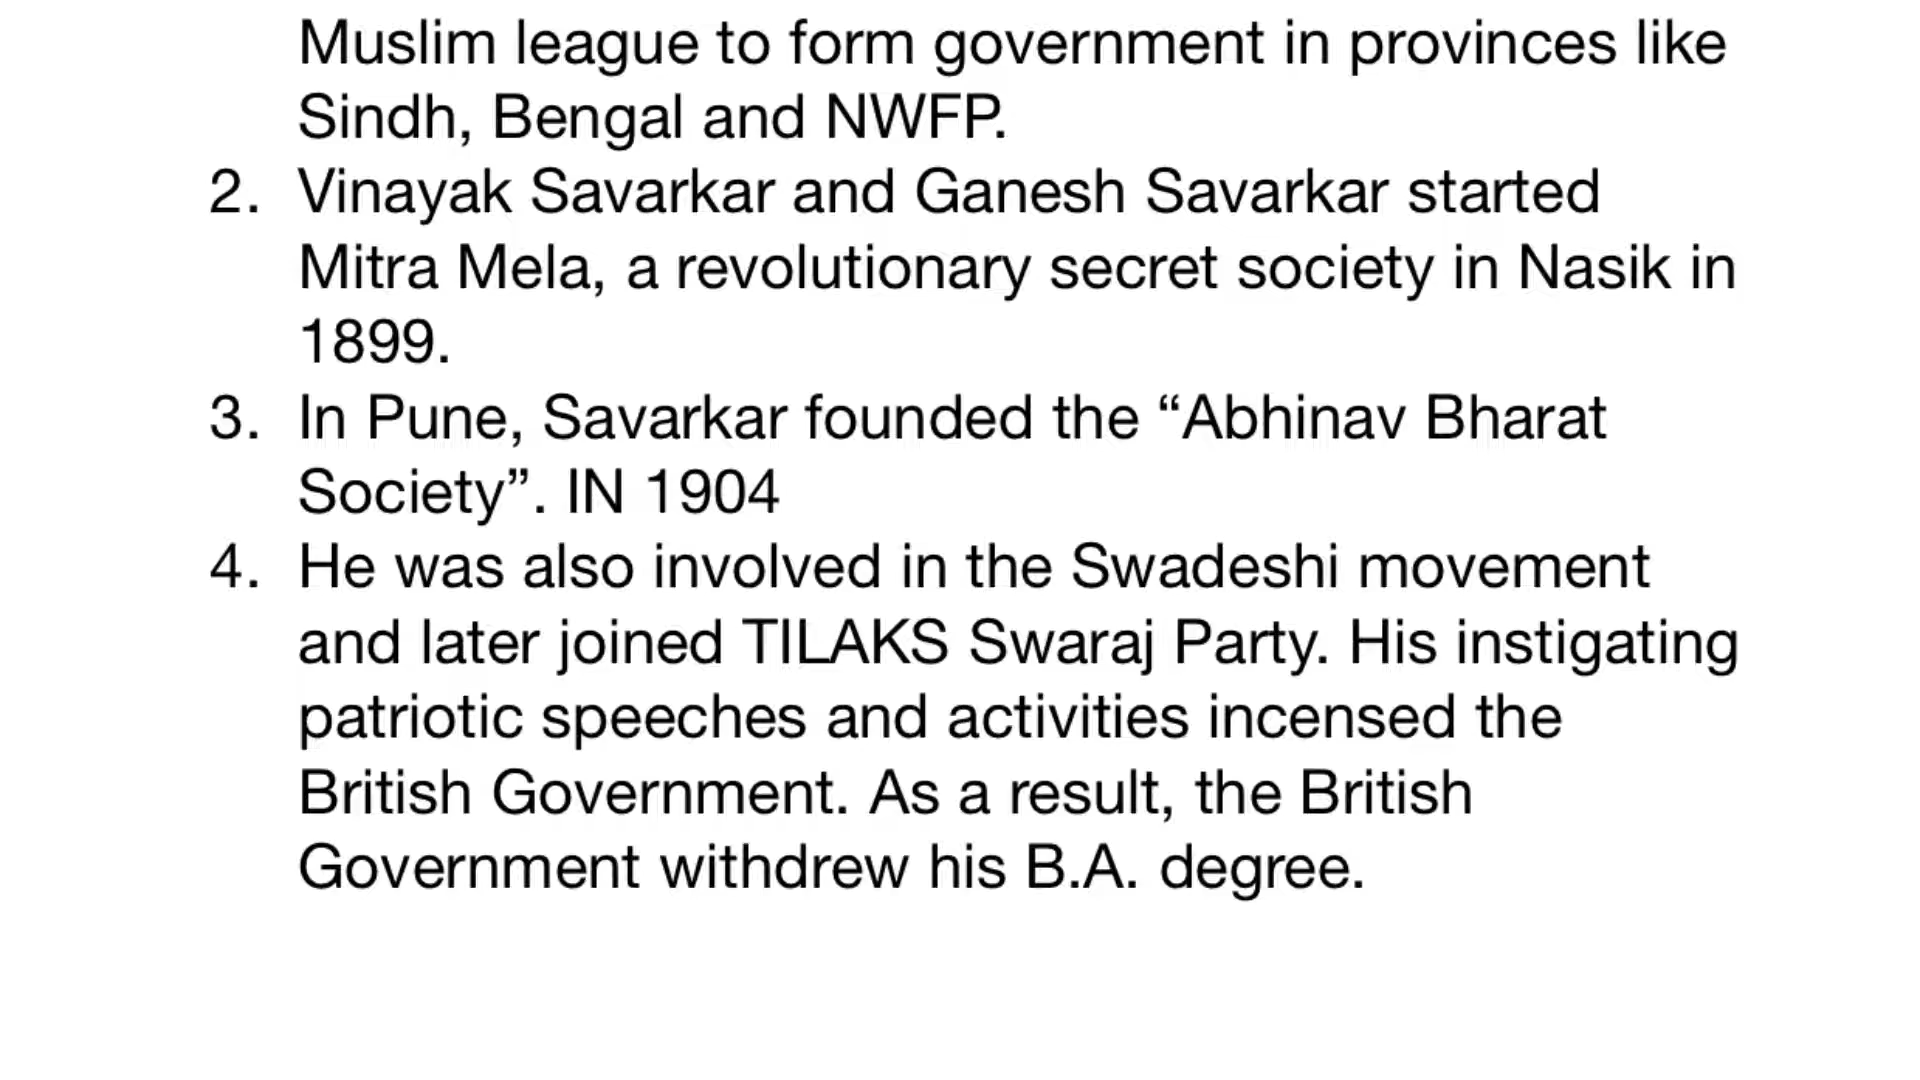 Muslim league to form government in provinces like
Sindh, Bengal and NWFP.
2. Vinayak Savarkar and Ganesh Savarkar started
Mitra Mela, a revolutionary secret society in Nasik in
1899.
3. In Pune, Savarkar founded the “Abhinav Bharat
Society”. IN 1904
4. He was also involved in the Swadeshi movement
and later joined TILAKS Swaraj Party. His instigating
patriotic speeches and activities incensed the
British Government. As a result, the British
Government withdrew his B.A. degree.